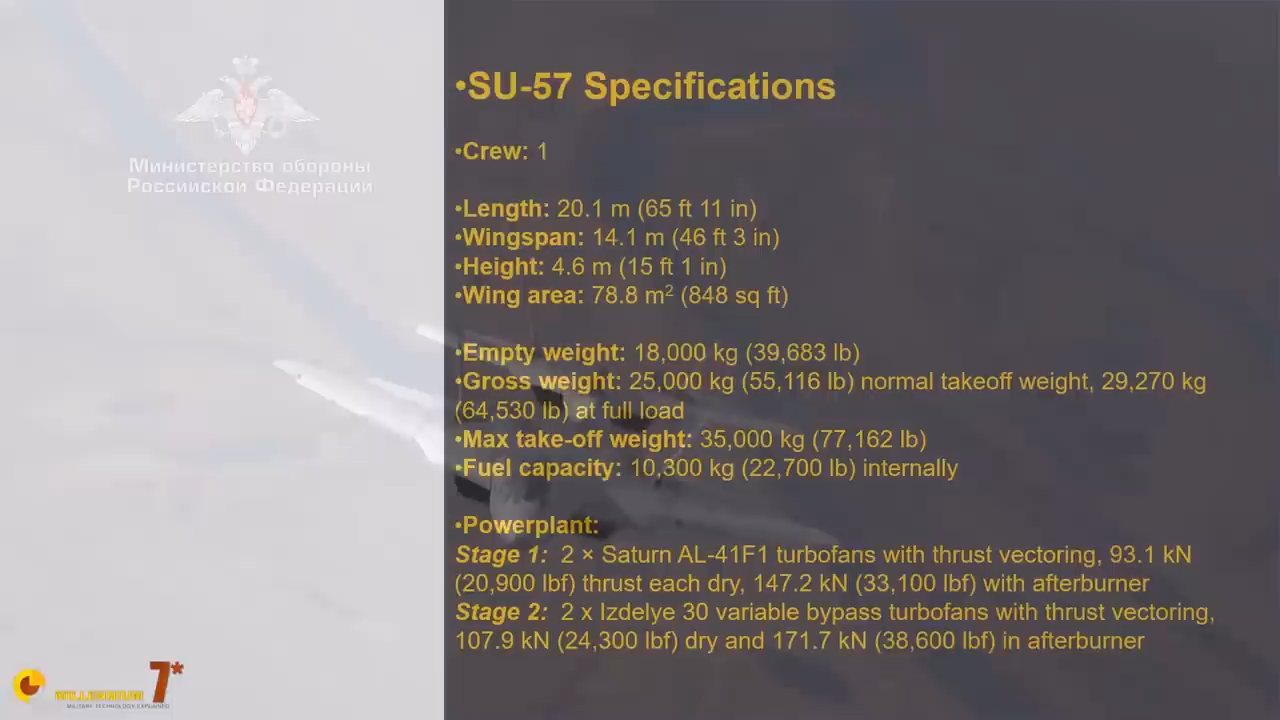 Министерство обороны
Российской Федерации
•SU-57 Specifications
•Crew: 1
•Length: 20.1 m (65 ft 11 in)
•Wingspan: 14.1 m (46 ft 3 in)
•Height: 4.6 m (15 ft 1 in)
•Wing area: 78.8 m² (848 sq ft)
•Empty weight: 18,000 kg (39,683 lb)
•Gross weight: 25,000 kg (55,116 lb) normal takeoff weight, 29,270 kg
(64,530 lb) at full load
•Max take-off weight: 35,000 kg (77,162 lb)
•Fuel capacity: 10,300 kg (22,700 lb) internally
•Powerplant:
Stage 1: 2 × Saturn AL-41F1 turbofans with thrust vectoring, 93.1 kN
(20,900 lbf) thrust each dry, 147.2 kN (33,100 lbf) with afterburner
Stage 2: 2 x Izdelye 30 variable bypass turbofans with thrust vectoring,
107.9 kN (24,300 lbf) dry and 171.7 kN (38,600 lbf) in afterburner
MILLENNIUM 7*
MILITARY TECHNOLOGY EXPLAINED